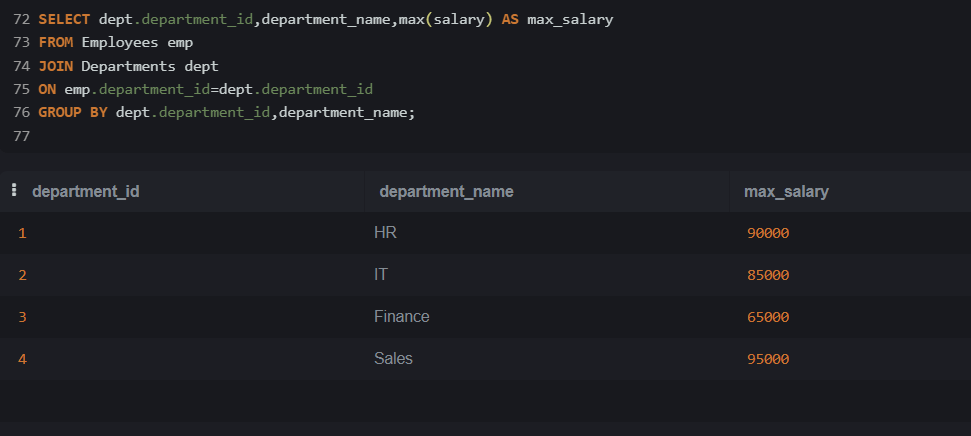 72 SELECT dept.department_id,department_name,max(salary) AS max_salary
73 FROM Employees emp
74 JOIN Departments dept
75 ON emp.department_id=dept.department_id
76 GROUP BY dept.department_id,department_name;
77
department_id department_name max_salary
1 HR 90000
2 IT 85000
3 Finance 65000
4 Sales 95000